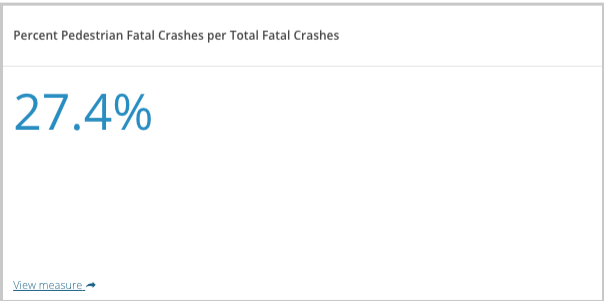 Percent Pedestrian Fatal Crashes per Total Fatal Crashes
27.4%
View measure